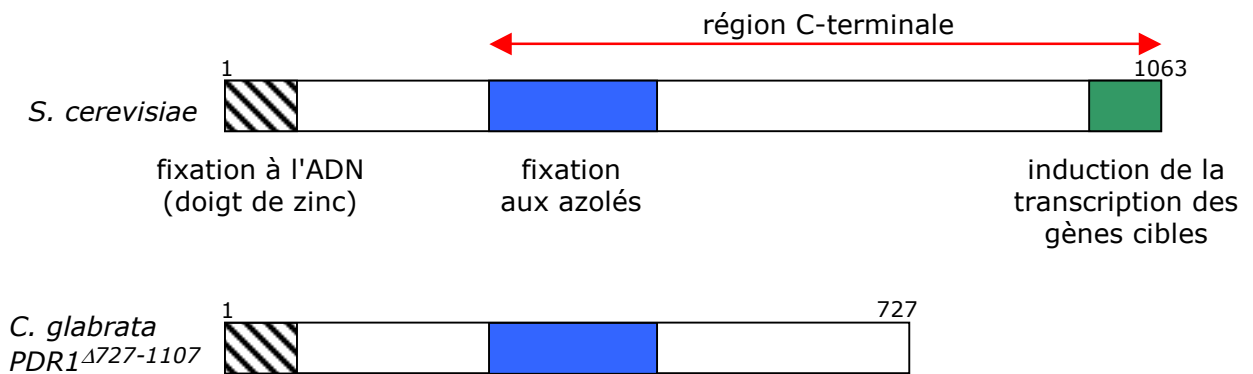 région C-terminale
1
1063
S. cerevisiae
fixation à l'ADN
(doigt de zinc)
fixation
aux azolés
induction de la
transcription des
gènes cibles
1
727
C. glabrata
PDR1Δ727-1107